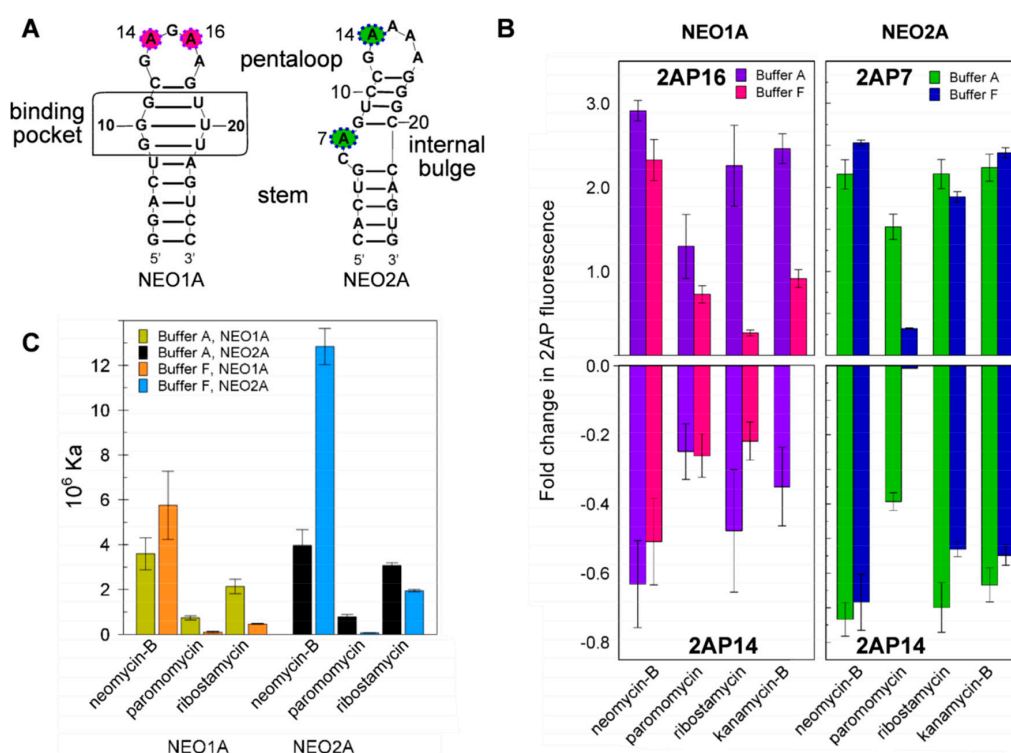 A
14
16
A
G
A
G
A
C
G
G
U
binding
pocket
10
G
U
20
G
U
U
A
C
G
A
U
G
C
G
C
5'
3'
NEO1A
pentaloop
stem
internal
bulge
14
A
A
A
G
A
C
G
10
C
G
U
G
G
C
20
7
A
C
C
G
A
U
G
C
U
A
G
C
G
5'
3'
NEO2A
B
NEO1A
NEO2A
2AP16
Buffer A
Buffer F
2AP7
Buffer A
Buffer F
Fold change in 2AP fluorescence
3.0
2.0
1.0
0.0
-0.2
-0.4
-0.6
-0.8
2AP14
2AP14
neomycin-B
paromomycin
ribostamycin
kanamycin-B
neomycin-B
paromomycin
ribostamycin
kanamycin-B
C
Buffer A, NEO1A
Buffer A, NEO2A
Buffer F, NEO1A
Buffer F, NEO2A
10⁶ Ka
12
10
8
6
4
2
0
neomycin-B
paromomycin
ribostamycin
neomycin-B
paromomycin
ribostamycin
NEO1A
NEO2A